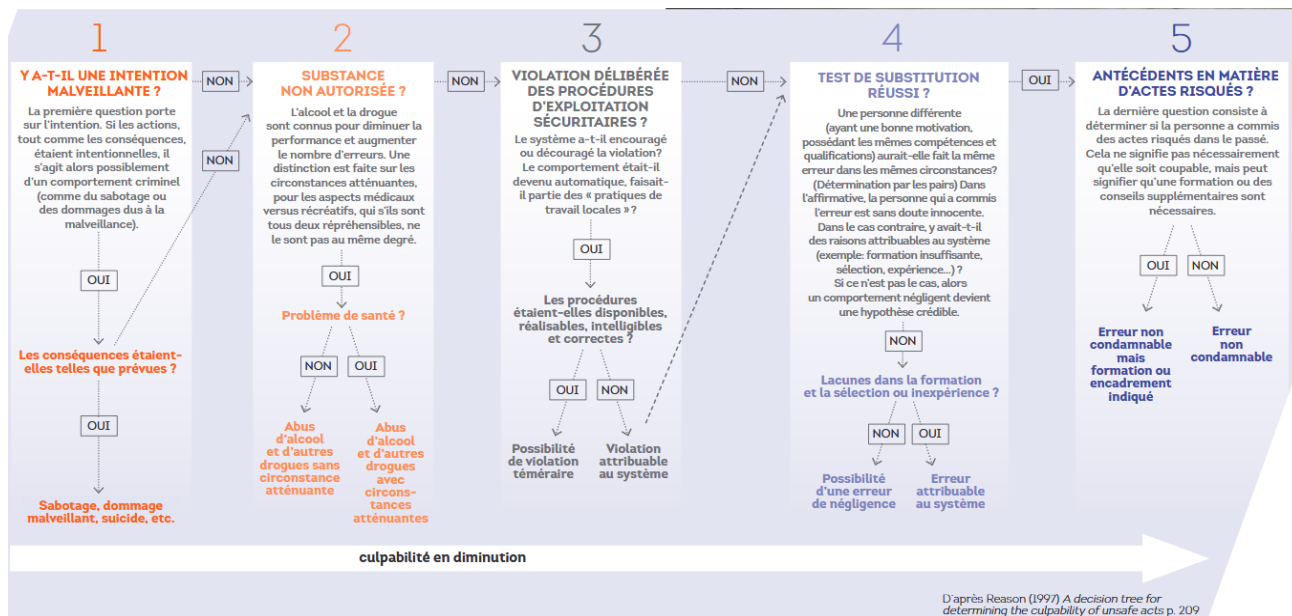 1
Y A-T-IL UNE INTENTION
MALVEILLANTE ?
La première question porte
sur l'intention. Si les actions,
tout comme les conséquences,
étaient intentionnelles, il
s'agit alors possiblement
d'un comportement criminel
(comme du sabotage ou
des dommages dus à la
malveillance).
OUI
Les conséquences étaient-
elles telles que prévues ?
OUI
Sabotage, dommage
malveillant, suicide, etc.
NON
NON
2
SUBSTANCE
NON AUTORISÉE ?
L'alcool et la drogue
sont connus pour diminuer la
performance et augmenter
le nombre d'erreurs. Une
distinction est faite sur les
circonstances atténuantes,
pour les aspects médicaux
versus récréatifs, qui s'ils sont
tous deux répréhensibles, ne
le sont pas au même degré.
OUI
Problème de santé ?
NON
OUI
Abus
d'alcool
et d'autres
drogues sans
circonstance
atténuante
Abus
d'alcool
et d'autres
drogues
avec
circons-
tances
atténuantes
NON
3
VIOLATION DÉLIBÉRÉE
DES PROCÉDURES
D'EXPLOITATION
SÉCURITAIRES ?
Le système a-t-il encouragé
ou découragé la violation?
Le comportement était-il
devenu automatique, faisait-
il partie des « pratiques de
travail locales » ?
OUI
Les procédures
étaient-elles disponibles,
réalisables, intelligibles
et correctes ?
OUI
NON
Possibilité
de violation
téméraire
Violation
attribuable
au système
NON
4
TEST DE SUBSTITUTION
RÉUSSI ?
Une personne différente
(ayant une bonne motivation,
possédant les mêmes compétences et
qualifications) aurait-elle fait la même
erreur dans les mêmes circonstances?
(Détermination par les pairs) Dans
l'affirmative, la personne qui a commis
l'erreur est sans doute innocente.
Dans le cas contraire, y avait-t-il
des raisons attribuables au système
(exemple: formation insuffisante,
sélection, expérience...) ?
Si ce n'est pas le cas, alors
un comportement négligent devient
une hypothèse crédible.
NON
Lacunes dans la formation
et la sélection ou inexpérience ?
NON
OUI
Possibilité
d'une erreur
de négligence
Erreur
attribuable
au système
OUI
5
ANTÉCÉDENTS EN MATIÈRE
D'ACTES RISQUÉS ?
La dernière question consiste à
déterminer si la personne a commis
des actes risqués dans le passé.
Cela ne signifie pas nécessairement
qu'elle soit coupable, mais peut
signifier qu'une formation ou des
conseils supplémentaires sont
nécessaires.
OUI
NON
Erreur non
condamnable
mais
formation ou
encadrement
indiqué
Erreur
non
condamnable
culpabilité en diminution
D'après Reason (1997) A decision tree for
determining the culpability of unsafe acts p. 209